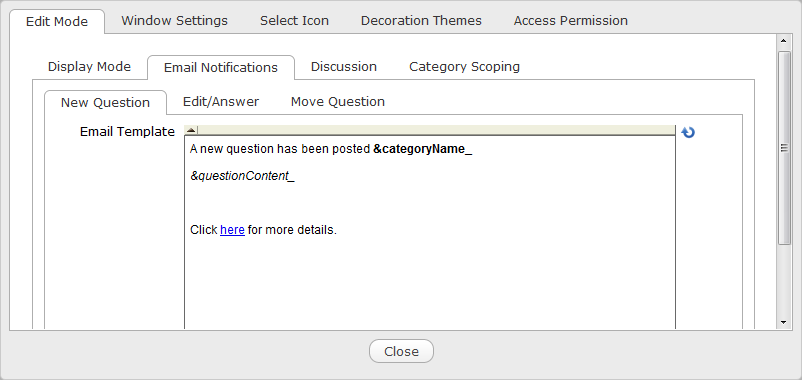 Edit Mode Window Settings Select Icon Decoration Themes Access Permission
Display Mode Email Notifications Discussion Category Scoping
New Question Edit/Answer Move Question
Email Template
A new question has been posted &categoryName_
&questionContent_
Click here for more details.
Close